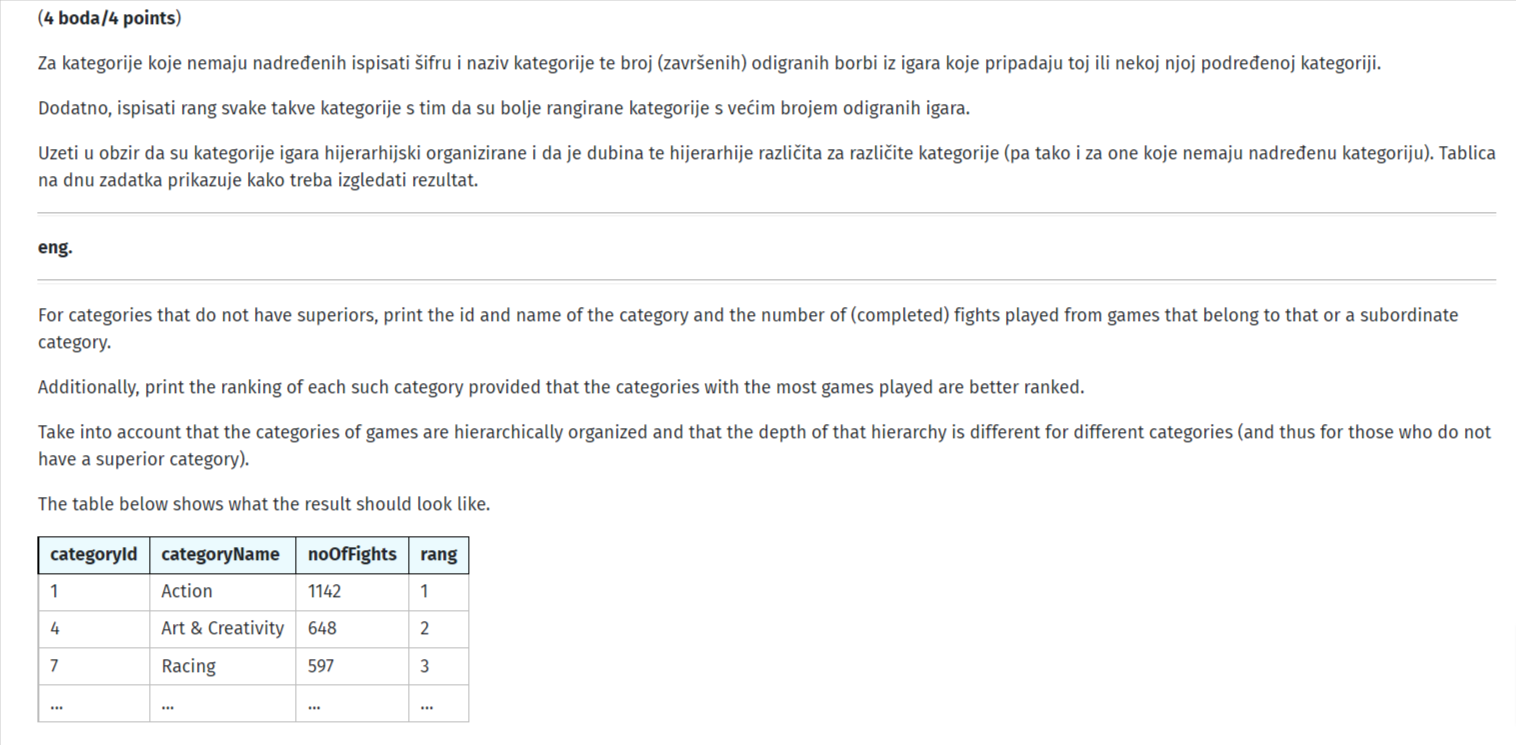 (4 boda/4 points)
Za kategorije koje nemaju nadređenih ispisati šifru i naziv kategorije te broj (završenih) odigranih borbi iz igara koje pripadaju toj ili nekoj njoj podređenoj kategoriji.
Dodatno, ispisati rang svake takve kategorije s tim da su bolje rangirane kategorije s većim brojem odigranih igara.
Uzeti u obzir da su kategorije igara hijerarhijski organizirane i da je dubina te hijerarhije različita za različite kategorije (pa tako i za one koje nemaju nadređenu kategoriju). Tablica
na dnu zadatka prikazuje kako treba izgledati rezultat.
eng.
For categories that do not have superiors, print the id and name of the category and the number of (completed) fights played from games that belong to that or a subordinate
category.
Additionally, print the ranking of each such category provided that the categories with the most games played are better ranked.
Take into account that the categories of games are hierarchically organized and that the depth of that hierarchy is different for different categories (and thus for those who do not
have a superior category).
The table below shows what the result should look like.
categoryId categoryName noOfFights rang
1 Action 1142 1
4 Art & Creativity 648 2
7 Racing 597 3
... ... ... ...